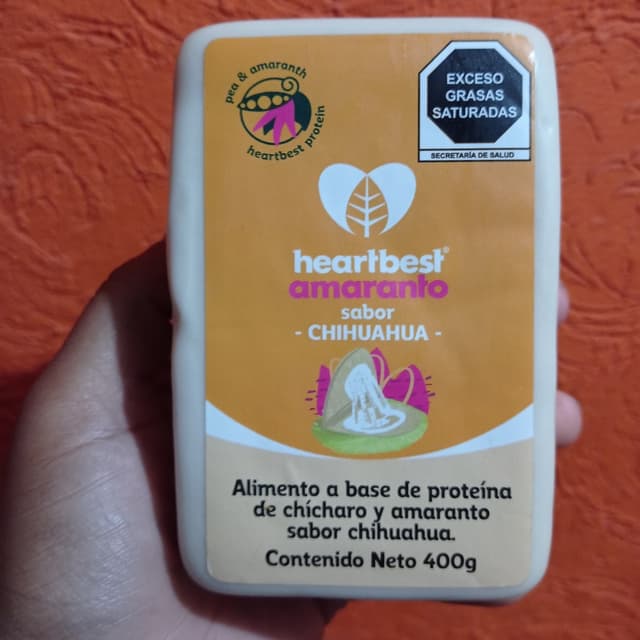 pea & amaranth
heartbest protein
EXCESO
GRASAS
SATURADAS
SECRETARÍA DE SALUD
heartbest®
amaranto
sabor
- CHIHUAHUA -
Alimento a base de proteína
de chícharo y amaranto
sabor chihuahua.
Contenido Neto 400g